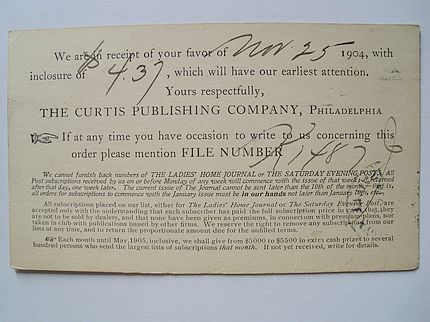 We are in receipt of your favor of Nov. 25 1904, with
inclosure of $4.37, which will have our earliest attention.
Yours respectfully,
THE CURTIS PUBLISHING COMPANY, PHILADELPHIA
If at any time you have occasion to write to us concerning this
order please mention FILE NUMBER 1487
We cannot furnish back numbers of THE LADIES' HOME JOURNAL or THE SATURDAY EVENING POST. All
Post subscriptions received by us on or before Monday of any week will commence with the issue of that week; if
after that day, one week later. The current issue of The Journal cannot be sent later than the 10th of the month—that is,
all orders for subscriptions to commence with the January issue must be in our hands not later than January 10th
All subscriptions placed on our list, either for The Ladies' Home Journal or The Saturday Evening Post, are
accepted only with the understanding that each subscriber has paid the full subscription price in cash; that they
are not to be sold by dealers, and that none have been given as premiums, in connection with pressing plans, nor
taken in club with publications issued by other firms. We reserve the right to remove any subscriptions from our
lists at any time, and to return the proportionate amount due for the unfilled terms.
Each month until May, 1905, inclusive, we shall give from $5000 to $5500 in extra cash prizes to several
hundred persons who send the largest lists of subscriptions that month. If not yet received, write for details.